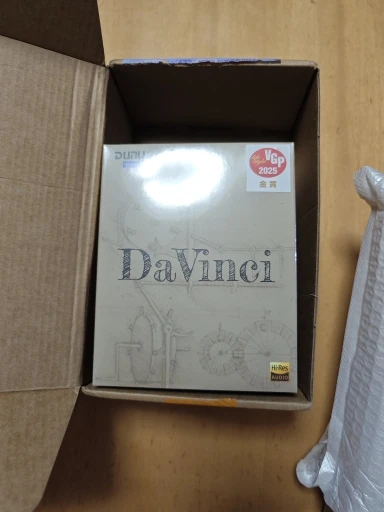 DUNU
VGP
2025
金賞
DaVinci
Hi-Res
AUDIO